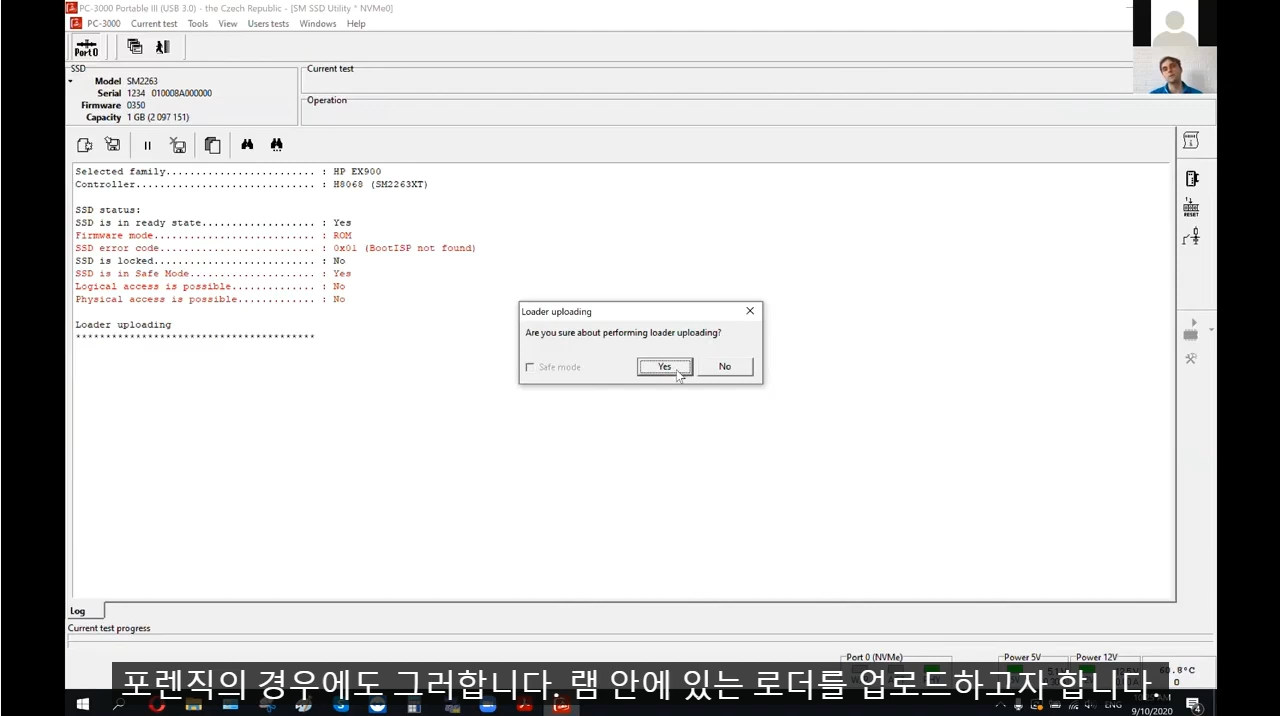 PC-3000 Portable III (USB 3.0) - the Czech Republic - [SM SSD Utility * NVMe0]
PC-3000 Current test Tools View Users tests Windows Help
Port0
SSD
Model SM2263
Serial 1234 010008A000000
Firmware 0350
Capacity 1 GB (2 097 151)
Current test
Operation
Selected family......................... : HP EX900
Controller.............................. : H8068 (SM2263XT)
SSD status:
SSD is in ready state................... : Yes
Firmware mode........................... : ROM
SSD error code.......................... : 0x01 (BootISP not found)
SSD is locked........................... : No
SSD is in Safe Mode..................... : Yes
Logical access is possible.............. : No
Physical access is possible............. : No
Loader uploading
****************************************
Loader uploading
Are you sure about performing loader uploading?
Safe mode
Yes
No
RESET
Log
Current test progress
Port 0 (NVMe)
Power 5V
Power 12V
포렌직의 경우에도 그러합니다. 램 안에 있는 로더를 업로드하고자 합니다.
ENG
9/10/2020